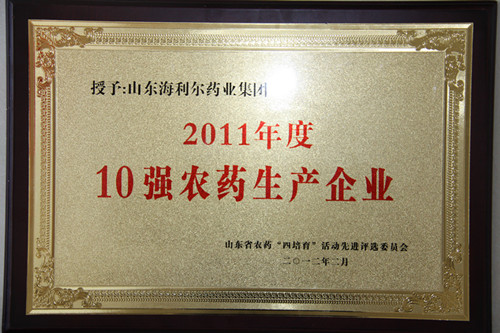 授予:山东海利尔药业集团
2011年度
10强农药生产企业
山东省农药“四培育”活动先进评选委员会
二〇一二年二月